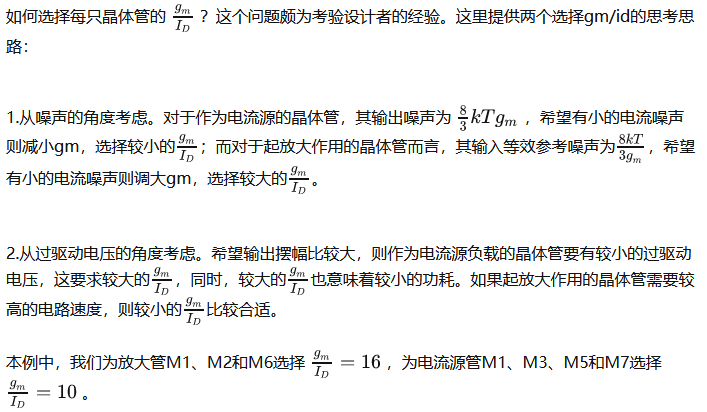 如何选择每只晶体管的 $\frac{g_m}{I_D}$ ？这个问题颇为考验设计者的经验。这里提供两个选择gm/id的思考思
路：
1.从噪声的角度考虑。对于作为电流源的晶体管，其输出噪声为 $\frac{8}{3}kTg_m$ ，希望有小的电流噪声
则减小gm，选择较小的$\frac{g_m}{I_D}$；而对于起放大作用的晶体管而言，其输入等效参考噪声为$\frac{8kT}{3g_m}$，希望
有小的电流噪声则调大gm，选择较大的$\frac{g_m}{I_D}$。
2.从过驱动电压的角度考虑。希望输出摆幅比较大，则作为电流源负载的晶体管要有较小的过驱动
电压，这要求较大的$\frac{g_m}{I_D}$，同时，较大的$\frac{g_m}{I_D}$也意味着较小的功耗。如果起放大作用的晶体管需要较
高的电路速度，则较小的$\frac{g_m}{I_D}$比较合适。
本例中，我们为放大管M1、M2和M6选择 $\frac{g_m}{I_D} = 16$ ，为电流源管M1、M3、M5和M7选择
$\frac{g_m}{I_D} = 10$ 。